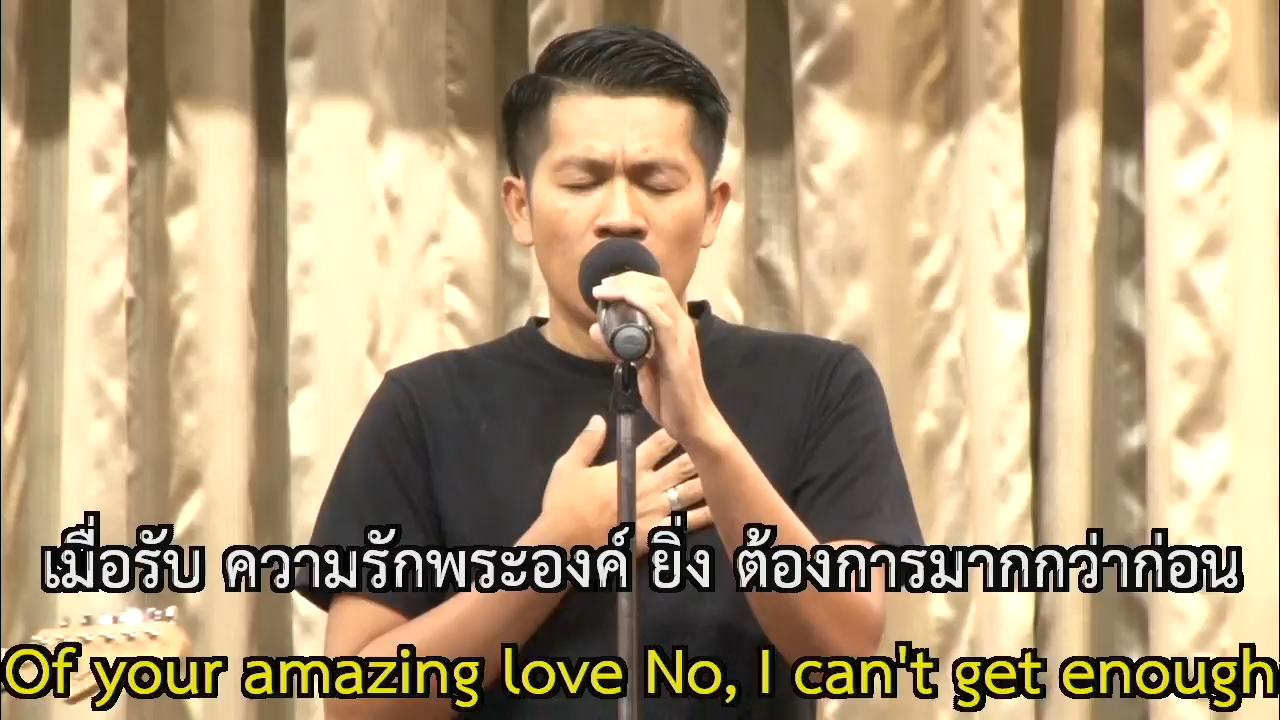 เมื่อรับ ความรักพระองค์ ยิ่ง ต้องการมากกว่าก่อน
Of your amazing love No, I can't get enough